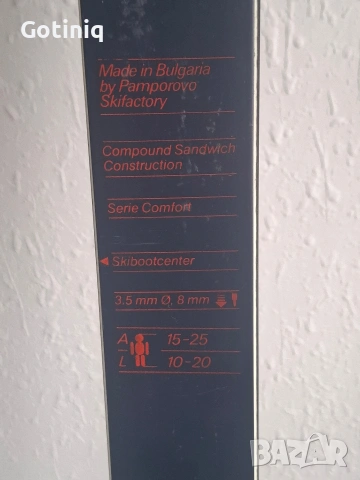 Gotiniq
Made in Bulgaria
by Pamporovo
Skifactory
Compound Sandwich
Construction
Serie Comfort
◄ Skibootcenter
3.5 mm Ø, 8 mm
A 15-25
L 10-20
BAZAR
bg